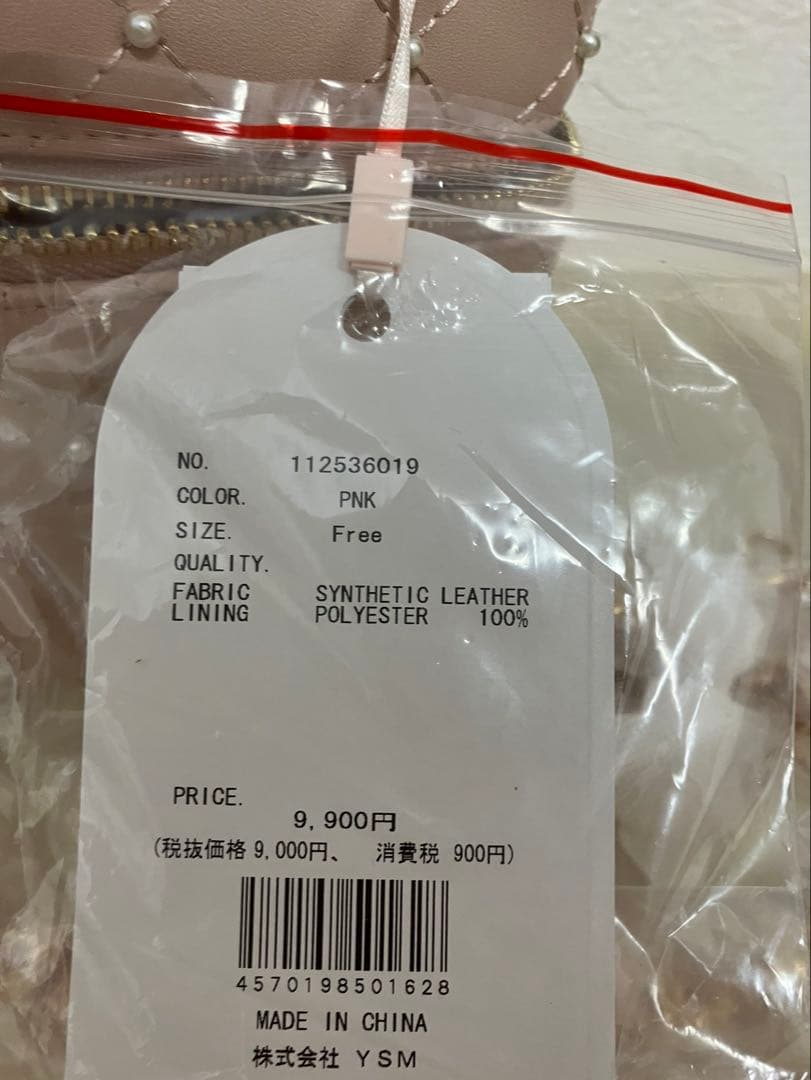 NO. 112536019
COLOR. PNK
SIZE. Free
QUALITY.
FABRIC SYNTHETIC LEATHER
LINING POLYESTER 100%
PRICE.
9,900円
(税抜価格 9,000円、 消費税 900円)
4570198501628
MADE IN CHINA
株式会社 YSM